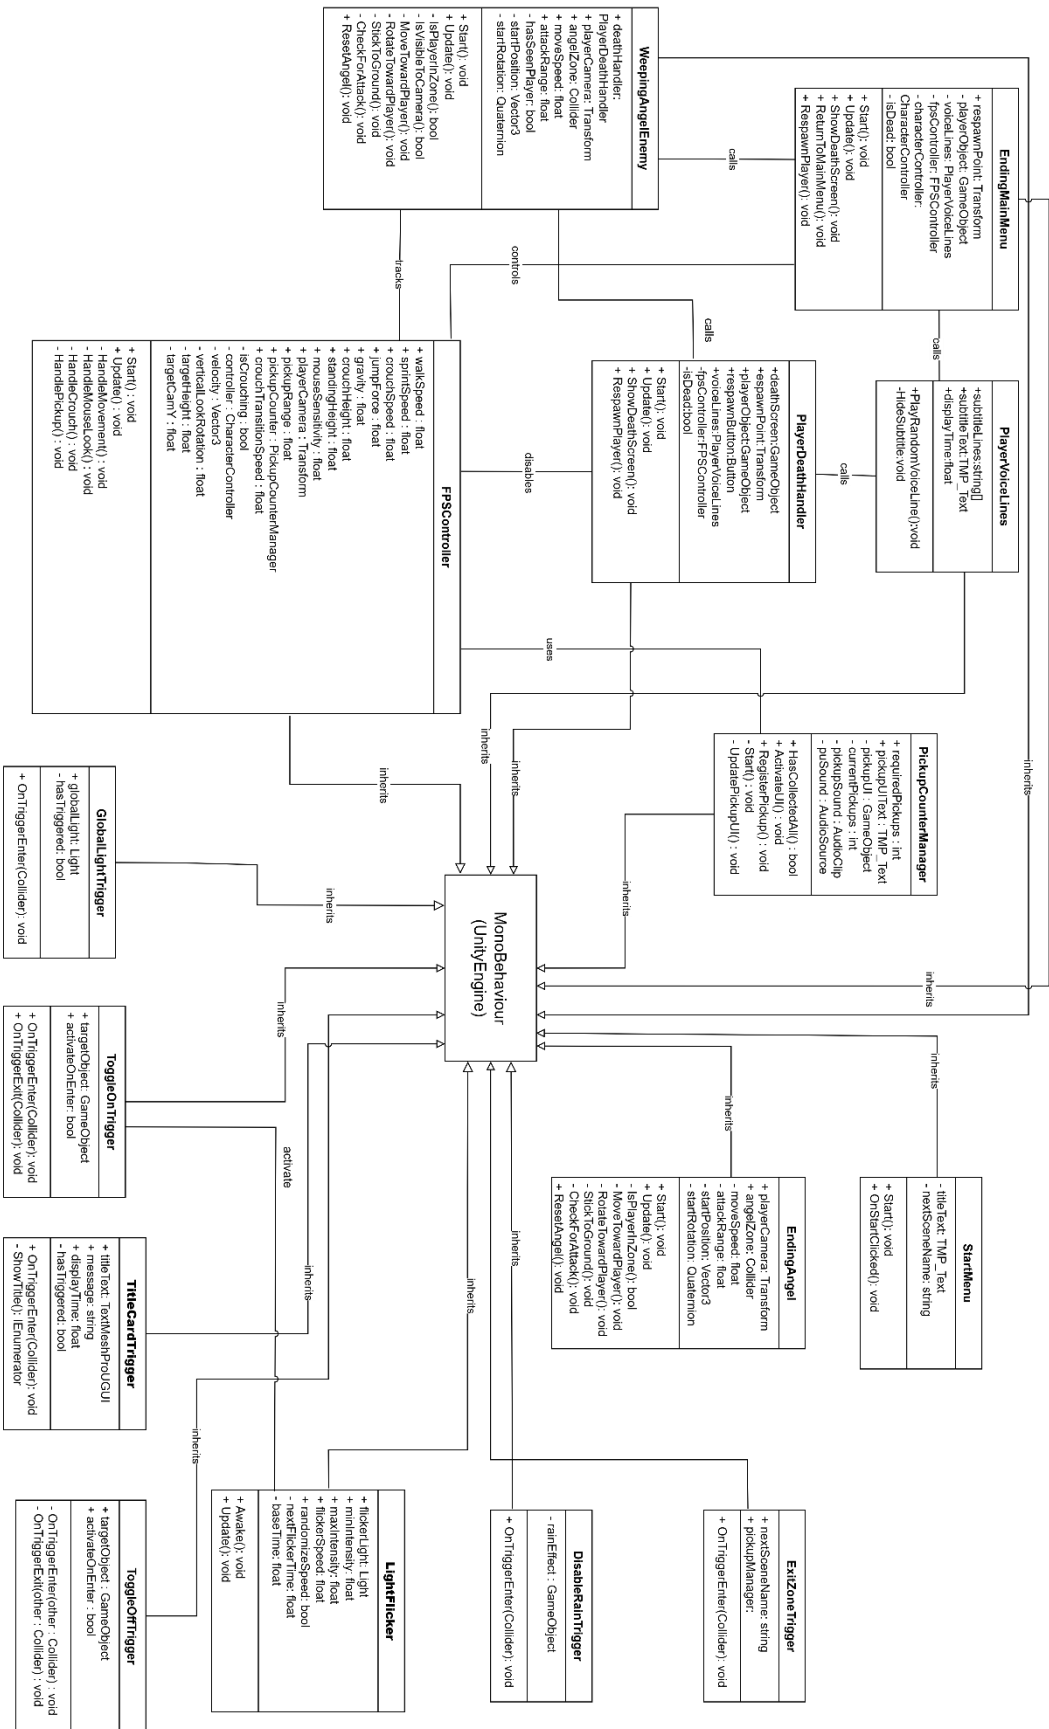 WeepingAngelEnemy
+ deathHandler:
PlayerDeathHandler
+ playerCamera: Transform
+ angelZone: Collider
+ moveSpeed: float
+ attackRange: float
- hasSeenPlayer: bool
- startPosition: Vector3
- startRotation: Quaternion
+ Start(): void
+ Update(): void
- IsPlayerInZone(): bool
- IsVisibleToCamera(): bool
- MoveTowardPlayer(): void
- RotateTowardPlayer(): void
- StickToGround(): void
- CheckForAttack(): void
+ ResetAngel(): void
EndingMainMenu
+ respawnPoint: Transform
- playerObject: GameObject
- voiceLines: PlayerVoiceLines
- fpsController: FPSController
- characterController:
CharacterController
- isDead: bool
+ Start(): void
+ Update(): void
+ ShowDeathScreen(): void
+ ReturnToMainMenu(): void
+ RespawnPlayer(): void
PlayerVoiceLines
+subtitleLines:string[]
+subtitleText:TMP_Text
+displayTime:float
+PlayRandomVoiceLine():void
-HideSubtitle:void
PlayerDeathHandler
+deathScreen:GameObject
+espawnPoint:Transform
+playerObject:GameObject
+respawnButton:Button
+voiceLines:PlayerVoiceLines
-fpsController:FPSController
-isDead:bool
+ Start(): void
+ Update(): void
+ ShowDeathScreen(): void
+ RespawnPlayer(): void
FPSController
+ walkSpeed : float
+ sprintSpeed : float
+ crouchSpeed : float
+ jumpForce : float
+ gravity : float
+ crouchHeight : float
+ standingHeight : float
+ mouseSensitivity : float
+ playerCamera : Transform
+ pickupRange : float
+ pickupCounter : PickupCounterManager
+ crouchTransitionSpeed : float
- isCrouching : bool
- controller : CharacterController
- velocity : Vector3
- verticalLookRotation : float
- targetHeight : float
- targetCamY : float
+ Start() : void
+ Update() : void
- HandleMovement() : void
- HandleMouseLook() : void
- HandleCrouch() : void
- HandlePickup() : void
PickupCounterManager
+ requiredPickups : int
+ pickupUIText : TMP_Text
- pickupUI : GameObject
- currentPickups : int
- pickupSound : AudioClip
- puSound : AudioSource
+ HasCollectedAll() : bool
+ ActivateUI() : void
+ RegisterPickup() : void
- Start() : void
- UpdatePickupUI() : void
calls
calls
calls
calls
controls
tracks
disables
uses
inherits
inherits
inherits
inherits
inherits
inherits
MonoBehaviour
(UnityEngine)
GlobalLightTrigger
+ globalLight: Light
- hasTriggered: bool
+ OnTriggerEnter(Collider): void
inherits
ToggleOnTrigger
+ targetObject: GameObject
+ activateOnEnter: bool
+ OnTriggerEnter(Collider): void
+ OnTriggerExit(Collider): void
inherits
activate
StartMenu
- titleText: TMP_Text
- nextSceneName: string
+ Start(): void
+ OnStartClicked(): void
inherits
EndingAngel
+ playerCamera: Transform
+ angelZone: Collider
- moveSpeed: float
- attackRange: float
- startPosition: Vector3
- startRotation: Quaternion
+ Start(): void
+ Update(): void
- IsPlayerInZone(): bool
- MoveTowardPlayer(): void
- RotateTowardPlayer(): void
- StickToGround(): void
- CheckForAttack(): void
+ ResetAngel(): void
inherits
inherits
inherits
TitleCardTrigger
+ titleText: TextMeshProUGUI
+ message: string
+ displayTime: float
- hasTriggered: bool
+ OnTriggerEnter(Collider): void
- ShowTitle(): IEnumerator
inherits
inherits
ExitZoneTrigger
+ nextSceneName: string
+ pickupManager:
+ OnTriggerEnter(Collider): void
DisableRainTrigger
- rainEffect : GameObject
+ OnTriggerEnter(Collider): void
LightFlicker
+ flickerLight: Light
+ minIntensity: float
+ maxIntensity: float
+ flickerSpeed: float
+ randomizeSpeed: bool
- nextFlickerTime: float
- baseTime: float
+ Awake(): void
+ Update(): void
ToggleOffTrigger
+ targetObject : GameObject
+ activateOnEnter : bool
- OnTriggerEnter(other : Collider) : void
- OnTriggerExit(other : Collider) : void